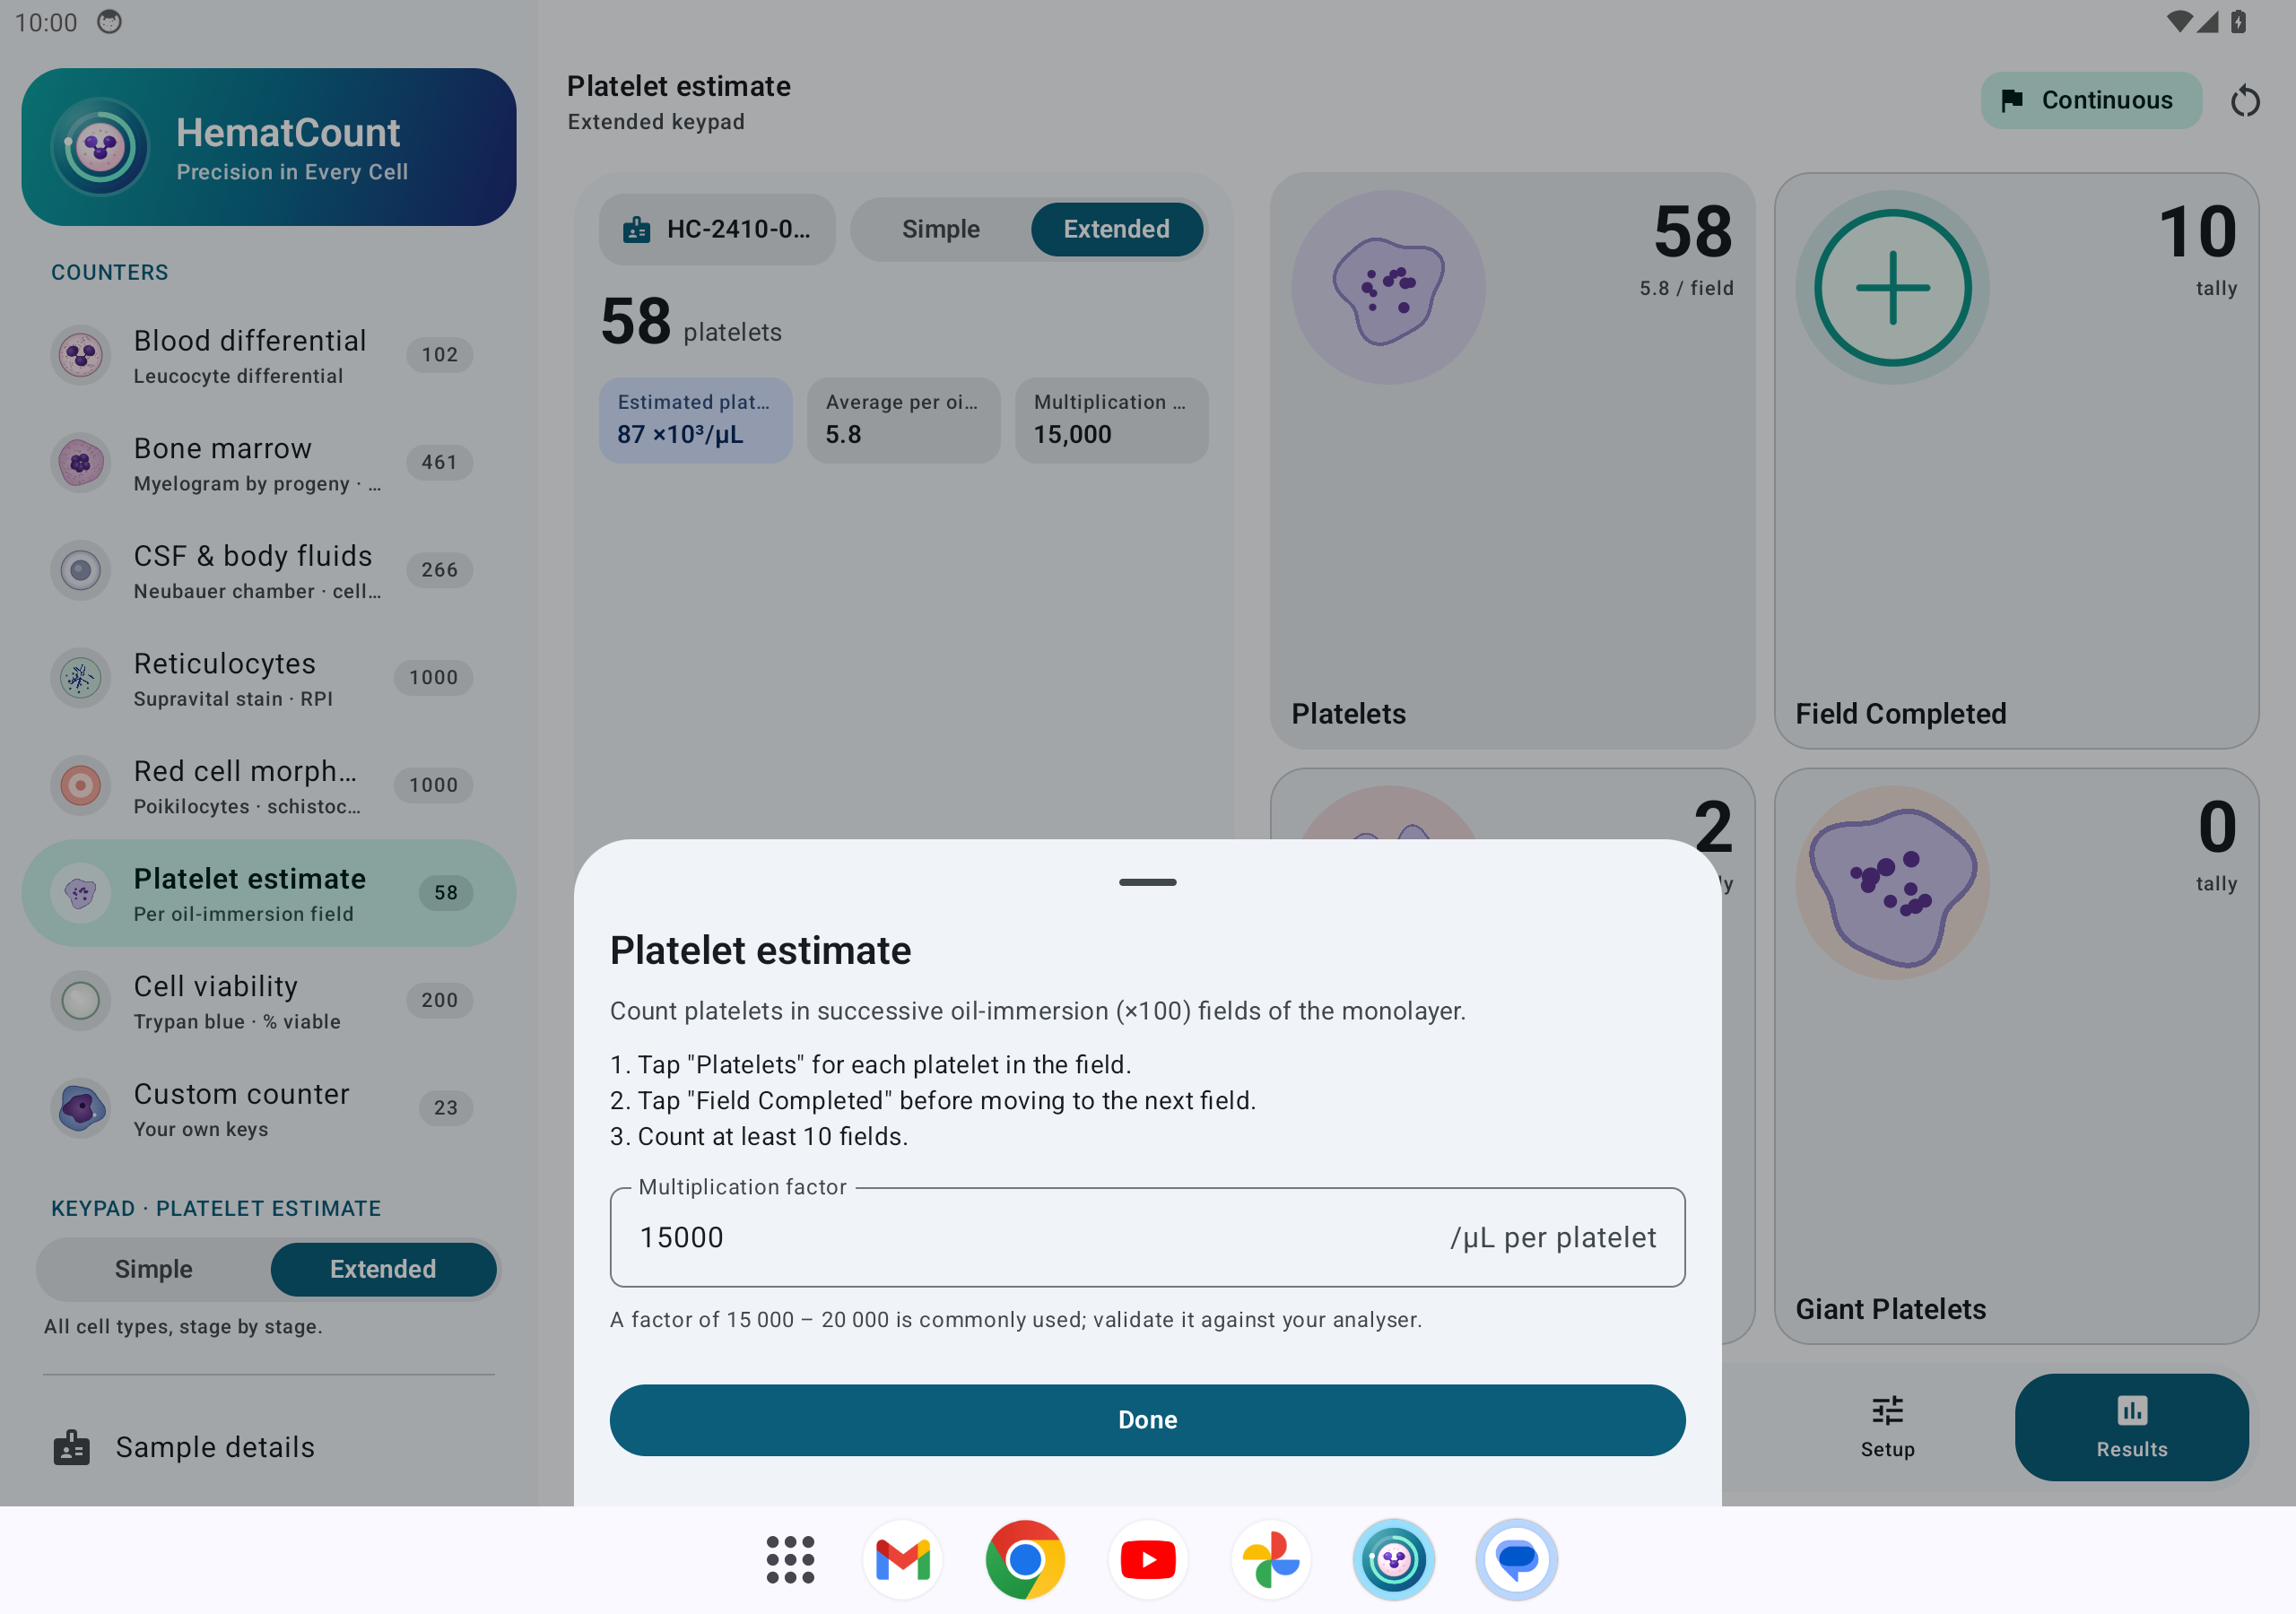 10:00
HematCount
Precision in Every Cell
COUNTERS
Blood differential
Leucocyte differential
102
Bone marrow
Myelogram by progeny · …
461
CSF & body fluids
Neubauer chamber · cell…
266
Reticulocytes
Supravital stain · RPI
1000
Red cell morph…
Poikilocytes · schistoc…
1000
Platelet estimate
Per oil-immersion field
58
Cell viability
Trypan blue · % viable
200
Custom counter
Your own keys
23
KEYPAD · PLATELET ESTIMATE
Simple
Extended
All cell types, stage by stage.
Sample details
Platelet estimate
Extended keypad
Continuous
HC-2410-0…
Simple
Extended
58 platelets
Estimated plat…
87 ×10³/µL
Average per oi…
5.8
Multiplication …
15,000
58
5.8 / field
Platelets
10
tally
Field Completed
2
0
tally
Giant Platelets
Platelet estimate
Count platelets in successive oil-immersion (×100) fields of the monolayer.
1. Tap "Platelets" for each platelet in the field.
2. Tap "Field Completed" before moving to the next field.
3. Count at least 10 fields.
Multiplication factor
15000
/µL per platelet
A factor of 15 000 – 20 000 is commonly used; validate it against your analyser.
Done
Setup
Results